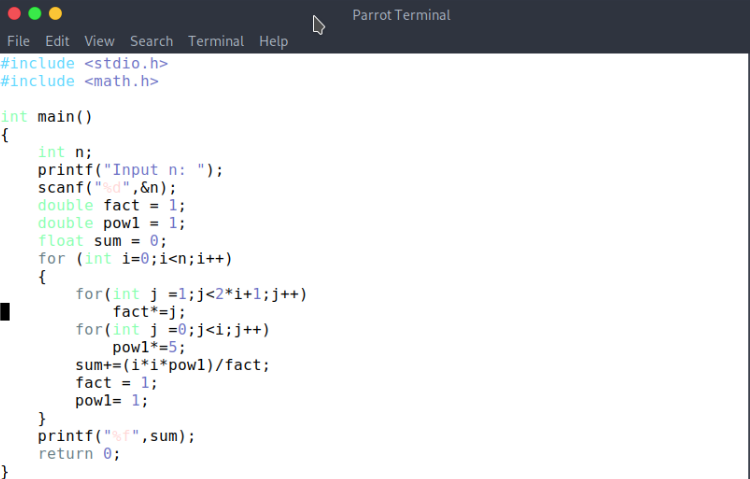 Parrot Terminal
File Edit View Search Terminal Help
#include <stdio.h>
#include <math.h>

int main()
{
    int n;
    printf("Input n: ");
    scanf("%d",&n);
    double fact = 1;
    double pow1 = 1;
    float sum = 0;
    for (int i=0;i<n;i++)
    {
        for(int j =1;j<2*i+1;j++)
            fact*=j;
        for(int j =0;j<i;j++)
            pow1*=5;
        sum+=(i*i*pow1)/fact;
        fact = 1;
        pow1= 1;
    }
    printf("%f",sum);
    return 0;
}